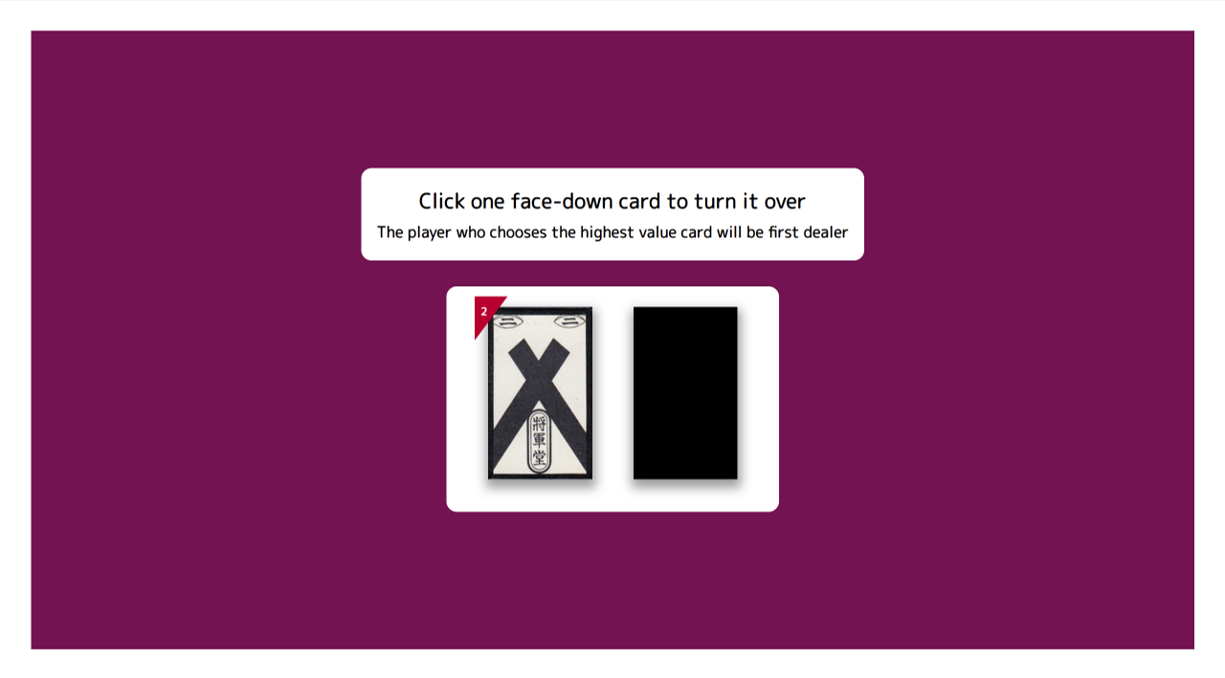 Click one face-down card to turn it over
The player who chooses the highest value card will be first dealer
2
二 二
將軍堂